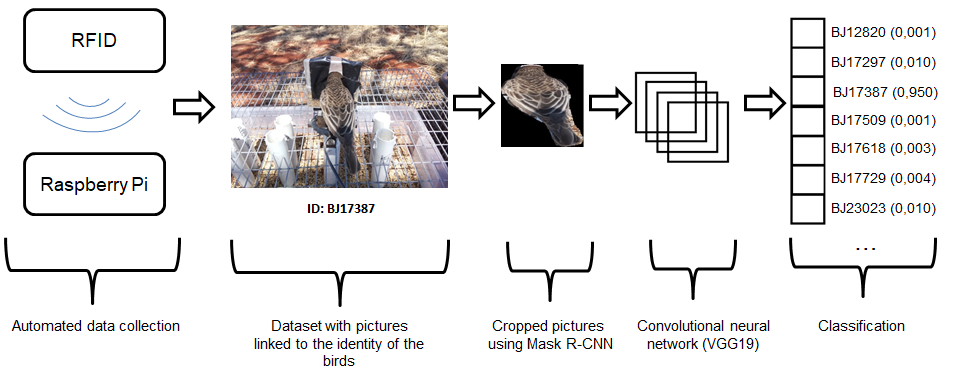 RFID
Raspberry Pi
ID: BJ17387
BJ12820 (0,001)
BJ17297 (0,010)
BJ17387 (0,950)
BJ17509 (0,001)
BJ17618 (0,003)
BJ17729 (0,004)
BJ23023 (0,010)
...
Automated data collection
Dataset with pictures
linked to the identity of the
birds
Cropped pictures
using Mask R-CNN
Convolutional neural
network (VGG19)
Classification